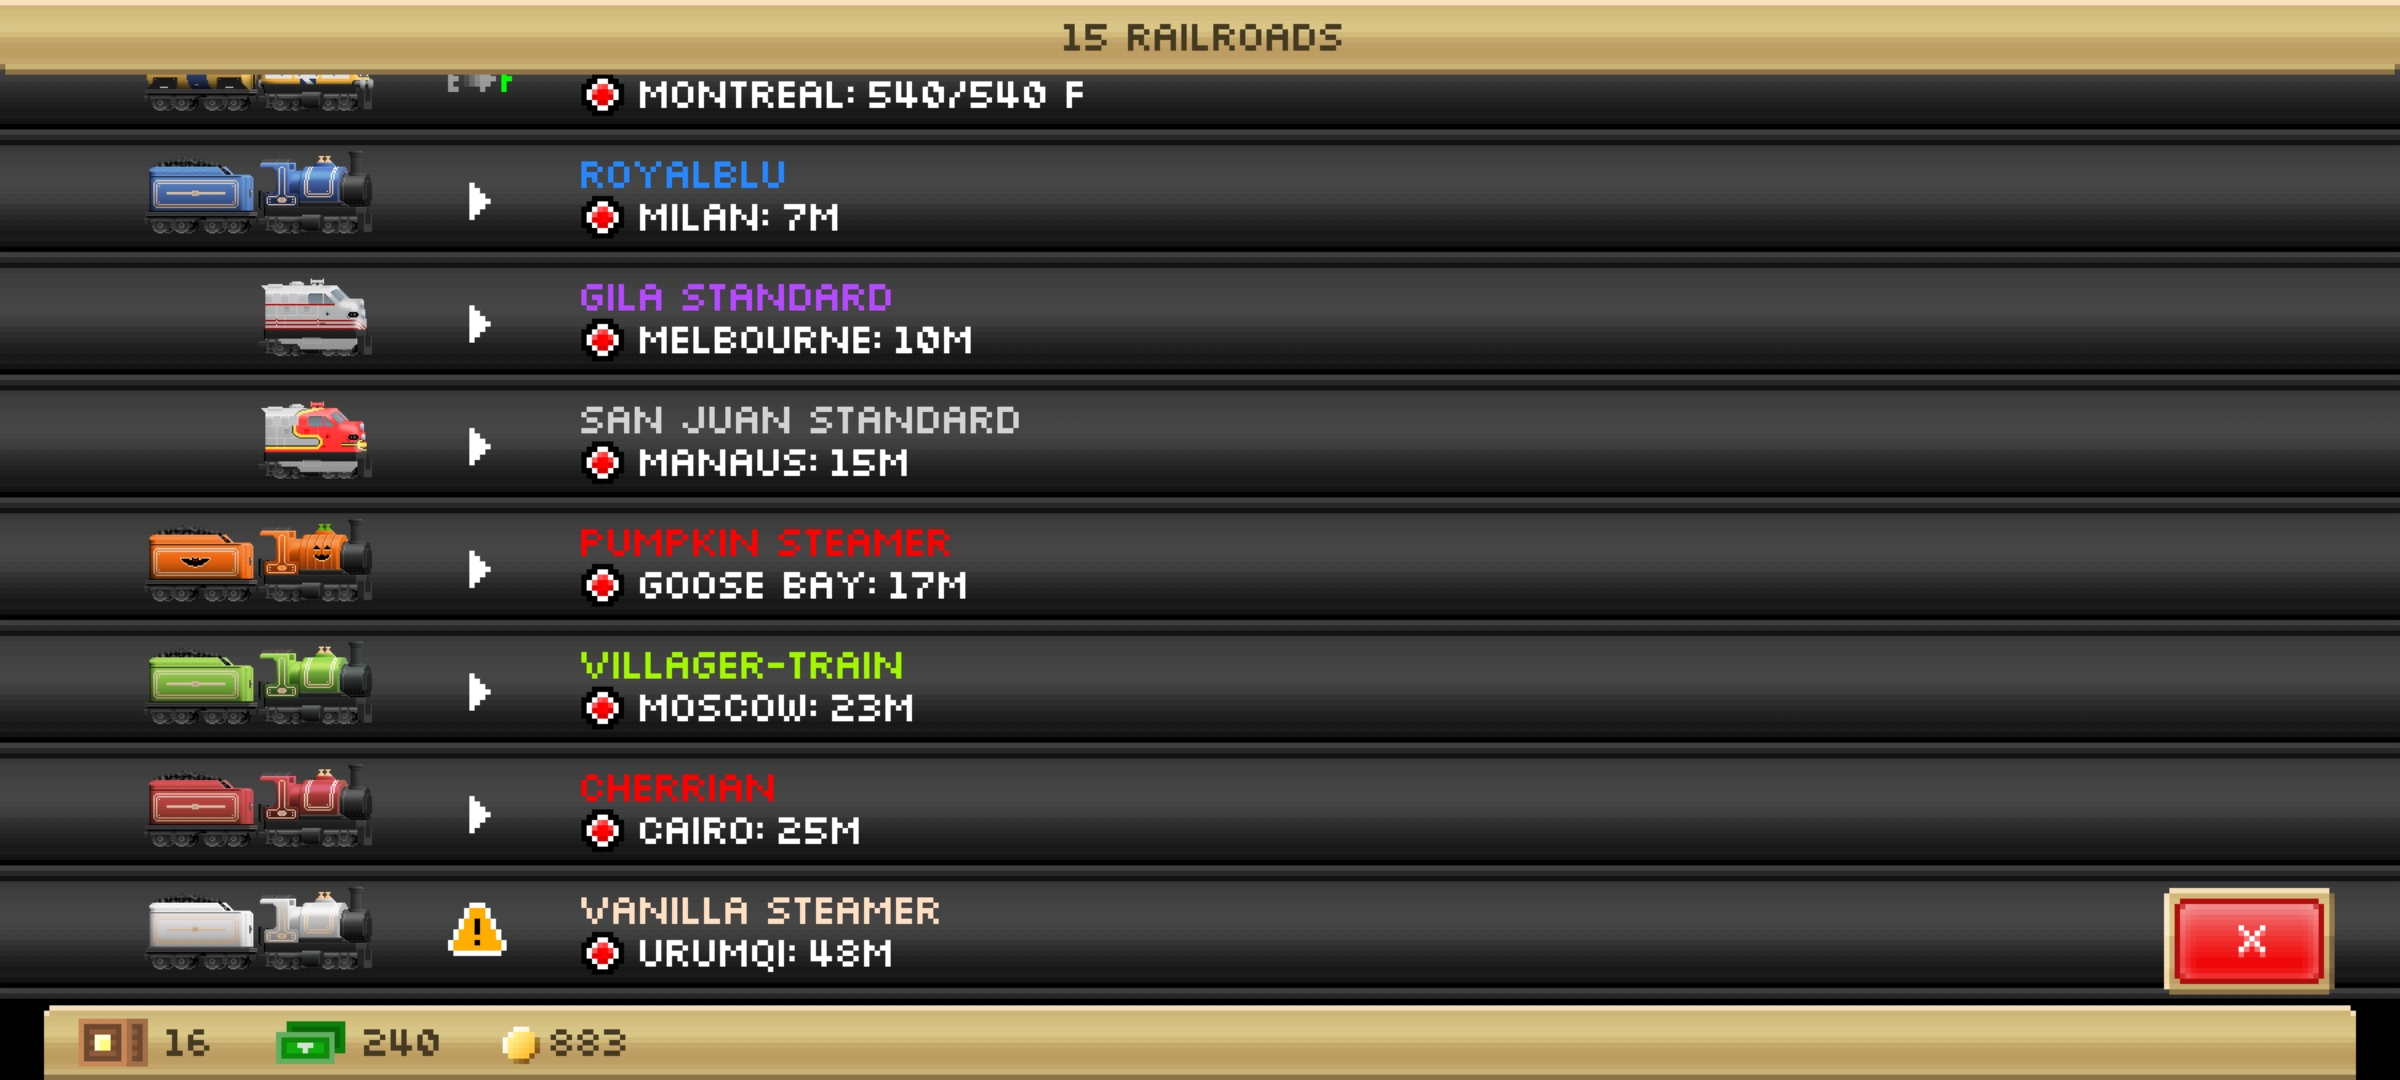 15 RAILROADS
MONTREAL: 540/540 F
ROYALBLU
MILAN: 7M
GILA STANDARD
MELBOURNE: 10M
SAN JUAN STANDARD
MANAUS: 15M
PUMPKIN STEAMER
GOOSE BAY: 17M
VILLAGER-TRAIN
MOSCOW: 23M
CHERRIAN
CAIRO: 25M
VANILLA STEAMER
URUMQI: 48M
X
16 240 883